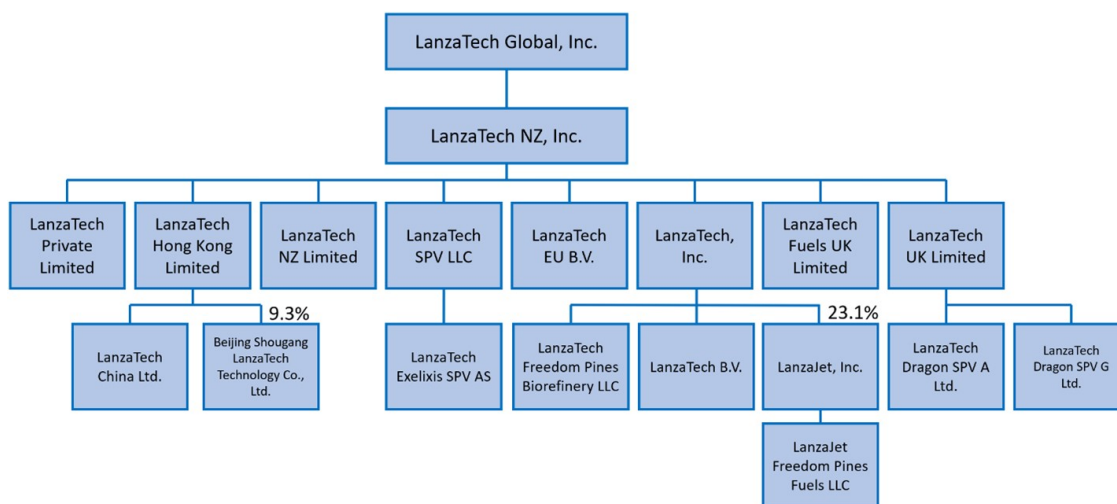 LanzaTech Global, Inc.
LanzaTech NZ, Inc.
LanzaTech
Private
Limited
LanzaTech
Hong Kong
Limited
LanzaTech
NZ Limited
LanzaTech
SPV LLC
LanzaTech
EU B.V.
LanzaTech,
Inc.
LanzaTech
Fuels UK
Limited
LanzaTech
UK Limited
9.3%
23.1%
LanzaTech
China Ltd.
Beijing Shougang
LanzaTech
Technology Co.,
Ltd.
LanzaTech
Exelixis SPV AS
LanzaTech
Freedom Pines
Biorefinery LLC
LanzaTech B.V.
LanzaJet, Inc.
LanzaTech
Dragon SPV A
Ltd.
LanzaTech
Dragon SPV G
Ltd.
LanzaJet
Freedom Pines
Fuels LLC